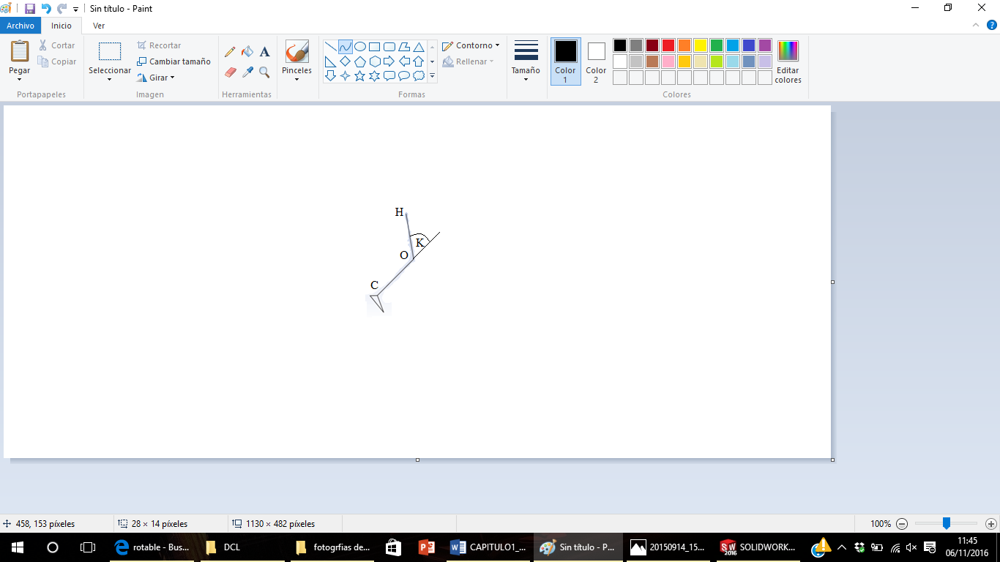 Sin título - Paint
Archivo Inicio Ver
Pegar
Cortar
Copiar
Portapapeles
Seleccionar
Recortar
Cambiar tamaño
Girar
Imagen
A
Herramientas
Pinceles
Contorno
Rellenar
Formas
Tamaño
Color
1
Color
2
Editar
colores
Colores
H
K
O
C
458, 153 píxeles
28 × 14 píxeles
1130 × 482 píxeles
100%
rotable - Bus...
DCL
fotogrfias de...
CAPITULO1_...
Sin título - P...
20150914_15...
SW
2016
SOLIDWORK...
11:45
06/11/2016